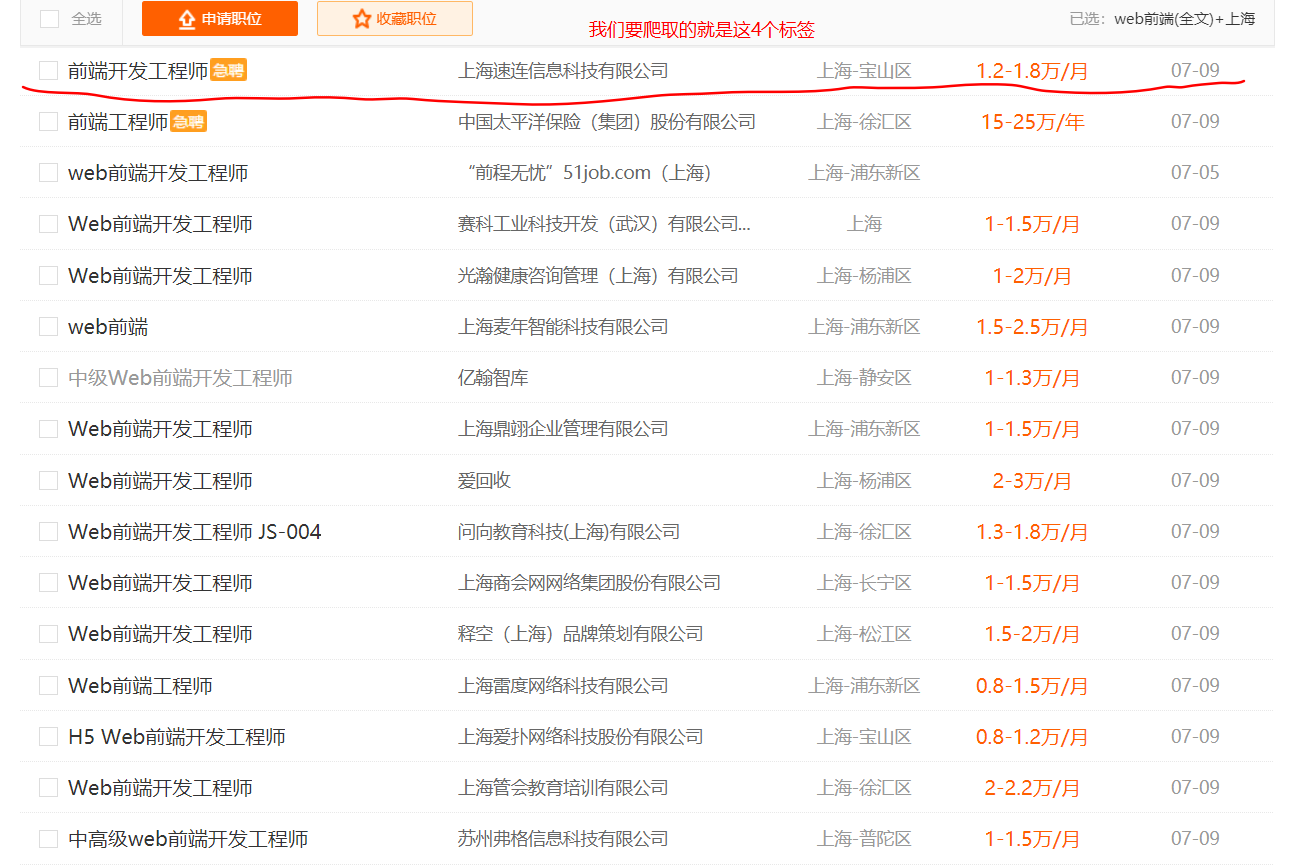 全选 申请职位 收藏职位 我们要爬取的就是这4个标签 已选：web前端(全文)+上海
前端开发工程师 急聘 上海速连信息科技有限公司 上海-宝山区 1.2-1.8万/月 07-09
前端工程师 急聘 中国太平洋保险（集团）股份有限公司 上海-徐汇区 15-25万/年 07-09
web前端开发工程师 “前程无忧”51job.com（上海） 上海-浦东新区 07-05
Web前端开发工程师 赛科工业科技开发（武汉）有限公司... 上海 1-1.5万/月 07-09
Web前端开发工程师 光瀚健康咨询管理（上海）有限公司 上海-杨浦区 1-2万/月 07-09
web前端 上海麦年智能科技有限公司 上海-浦东新区 1.5-2.5万/月 07-09
中级Web前端开发工程师 亿翰智库 上海-静安区 1-1.3万/月 07-09
Web前端开发工程师 上海鼎翊企业管理有限公司 上海-浦东新区 1-1.5万/月 07-09
Web前端开发工程师 爱回收 上海-杨浦区 2-3万/月 07-09
Web前端开发工程师 JS-004 问向教育科技(上海)有限公司 上海-徐汇区 1.3-1.8万/月 07-09
Web前端开发工程师 上海商会网网络集团股份有限公司 上海-长宁区 1-1.5万/月 07-09
Web前端开发工程师 释空（上海）品牌策划有限公司 上海-松江区 1.5-2万/月 07-09
Web前端工程师 上海雷度网络科技有限公司 上海-浦东新区 0.8-1.5万/月 07-09
H5 Web前端开发工程师 上海爱扑网络科技股份有限公司 上海-宝山区 0.8-1.2万/月 07-09
Web前端开发工程师 上海管会教育培训有限公司 上海-徐汇区 2-2.2万/月 07-09
中高级web前端开发工程师 苏州弗格信息科技有限公司 上海-普陀区 1-1.5万/月 07-09